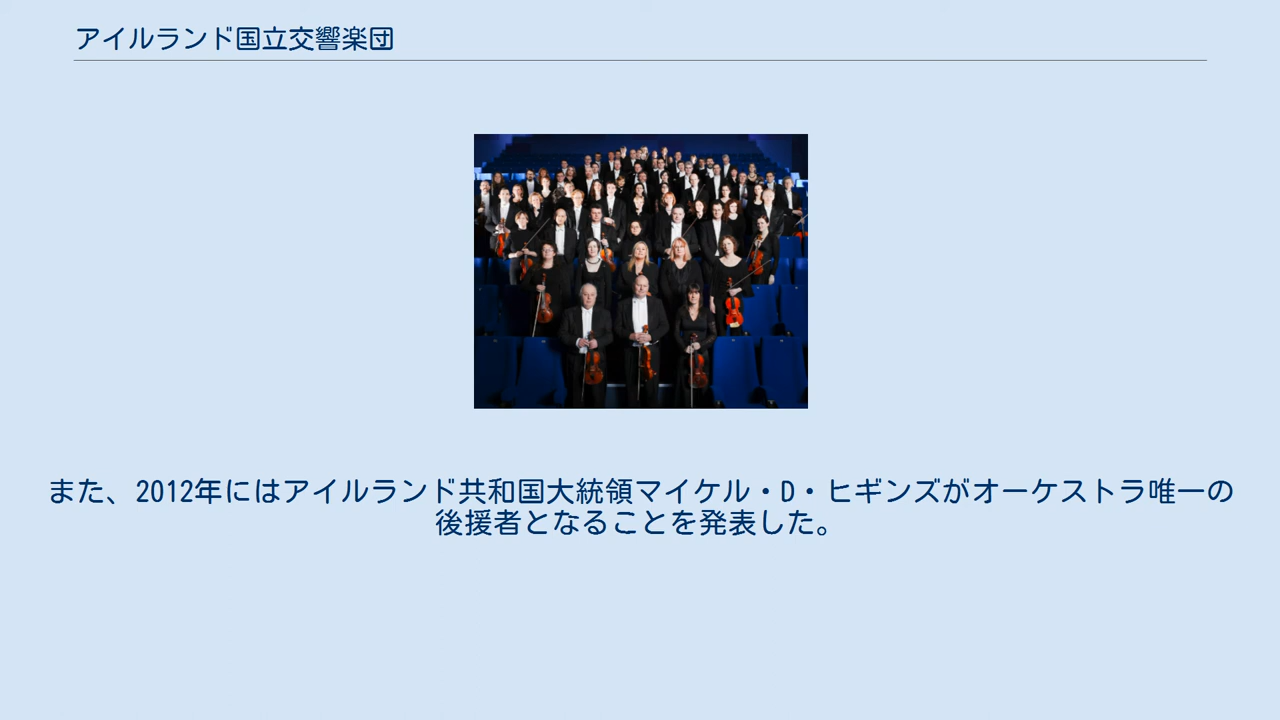 アイルランド国立交響楽団
また、2012年にはアイルランド共和国大統領マイケル・D・ヒギンズがオーケストラ唯一の
後援者となることを発表した。